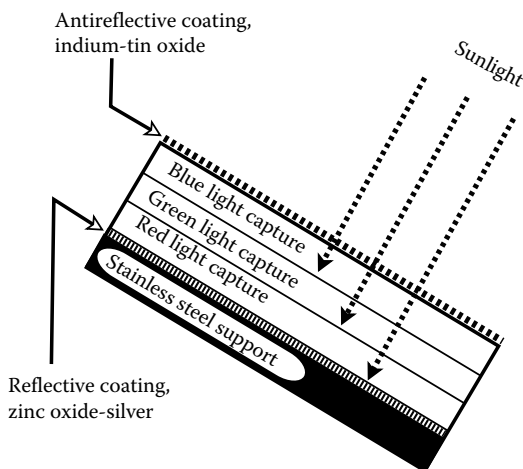 Antireflective coating,
indium-tin oxide
Sunlight
Blue light capture
Green light capture
Red light capture
Stainless steel support
Reflective coating,
zinc oxide-silver